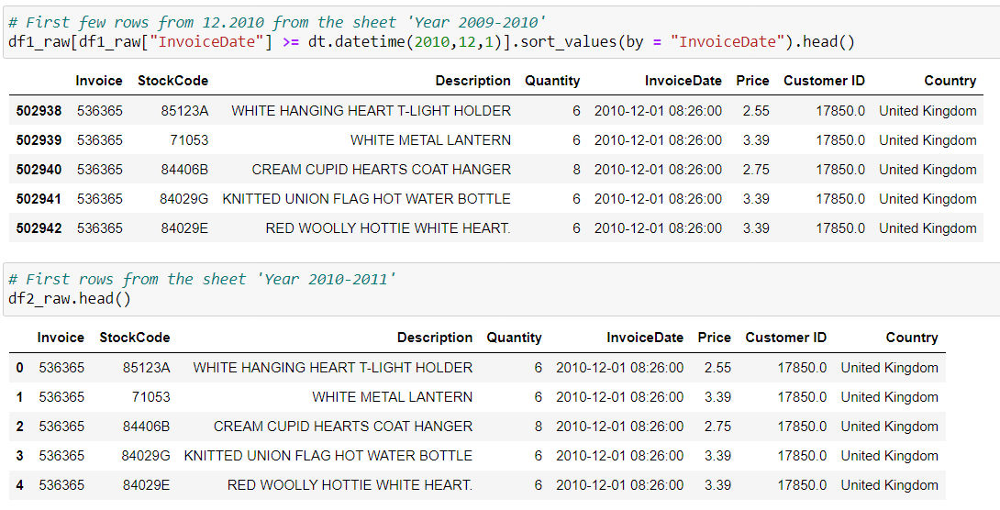 # First few rows from 12.2010 from the sheet 'Year 2009-2010'
df1_raw[df1_raw["InvoiceDate"] >= dt.datetime(2010,12,1)].sort_values(by = "InvoiceDate").head()
Invoice StockCode Description Quantity InvoiceDate Price Customer ID Country
502938 536365 85123A WHITE HANGING HEART T-LIGHT HOLDER 6 2010-12-01 08:26:00 2.55 17850.0 United Kingdom
502939 536365 71053 WHITE METAL LANTERN 6 2010-12-01 08:26:00 3.39 17850.0 United Kingdom
502940 536365 84406B CREAM CUPID HEARTS COAT HANGER 8 2010-12-01 08:26:00 2.75 17850.0 United Kingdom
502941 536365 84029G KNITTED UNION FLAG HOT WATER BOTTLE 6 2010-12-01 08:26:00 3.39 17850.0 United Kingdom
502942 536365 84029E RED WOOLLY HOTTIE WHITE HEART. 6 2010-12-01 08:26:00 3.39 17850.0 United Kingdom
# First rows from the sheet 'Year 2010-2011'
df2_raw.head()
Invoice StockCode Description Quantity InvoiceDate Price Customer ID Country
0 536365 85123A WHITE HANGING HEART T-LIGHT HOLDER 6 2010-12-01 08:26:00 2.55 17850.0 United Kingdom
1 536365 71053 WHITE METAL LANTERN 6 2010-12-01 08:26:00 3.39 17850.0 United Kingdom
2 536365 84406B CREAM CUPID HEARTS COAT HANGER 8 2010-12-01 08:26:00 2.75 17850.0 United Kingdom
3 536365 84029G KNITTED UNION FLAG HOT WATER BOTTLE 6 2010-12-01 08:26:00 3.39 17850.0 United Kingdom
4 536365 84029E RED WOOLLY HOTTIE WHITE HEART. 6 2010-12-01 08:26:00 3.39 17850.0 United Kingdom